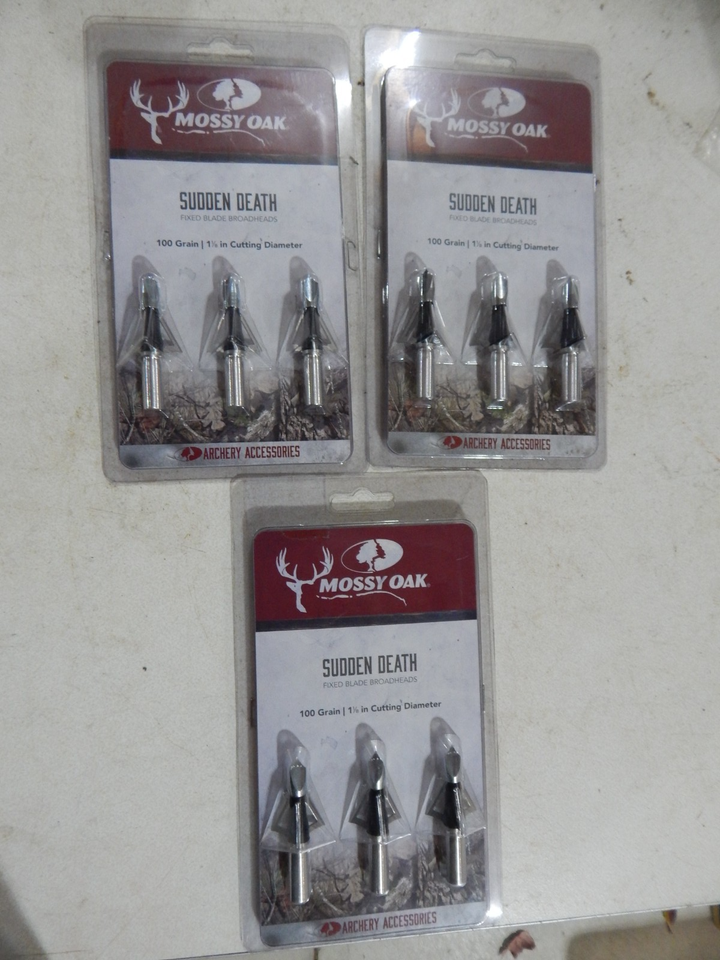 MOSSY OAK
SUDDEN DEATH
FIXED BLADE BROADHEADS
100 Grain | 1⅛ in Cutting Diameter
ARCHERY ACCESSORIES
MOSSY OAK
SUDDEN DEATH
FIXED BLADE BROADHEADS
100 Grain | 1⅛ in Cutting Diameter
ARCHERY ACCESSORIES
MOSSY OAK
SUDDEN DEATH
FIXED BLADE BROADHEADS
100 Grain | 1⅛ in Cutting Diameter
ARCHERY ACCESSORIES